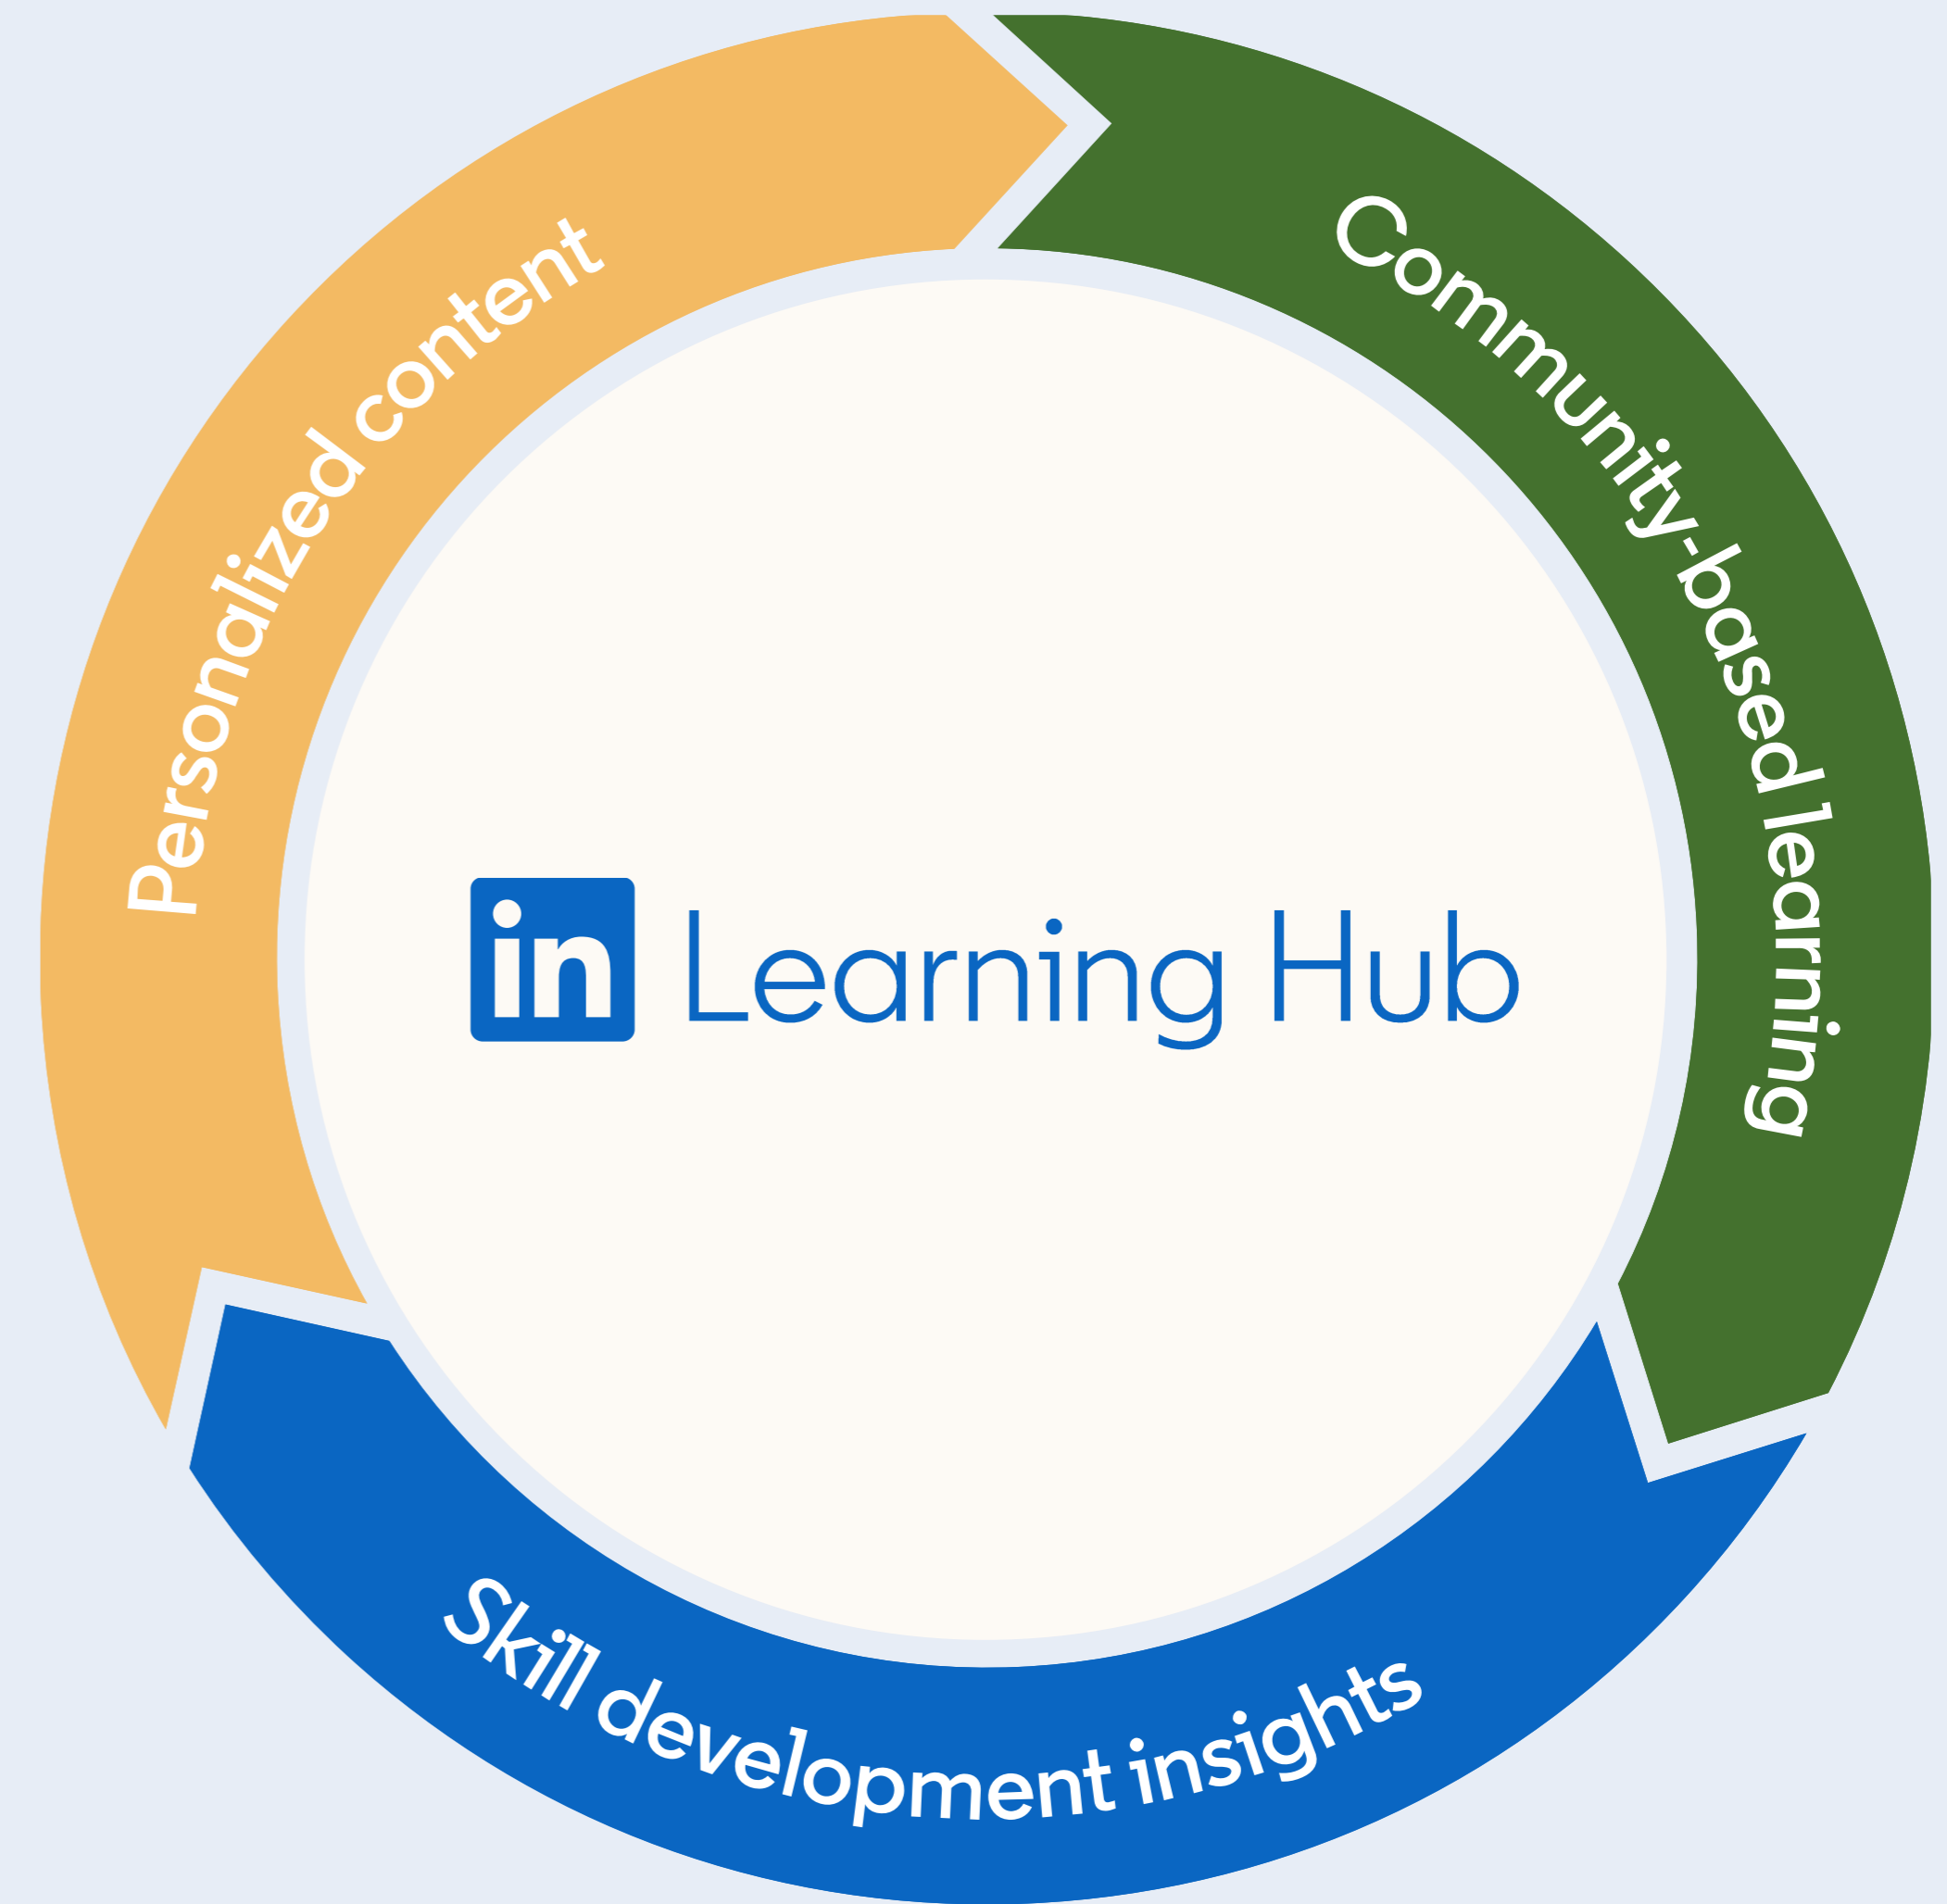 Personalized content
Community-based learning
in Learning Hub
Skill development insights